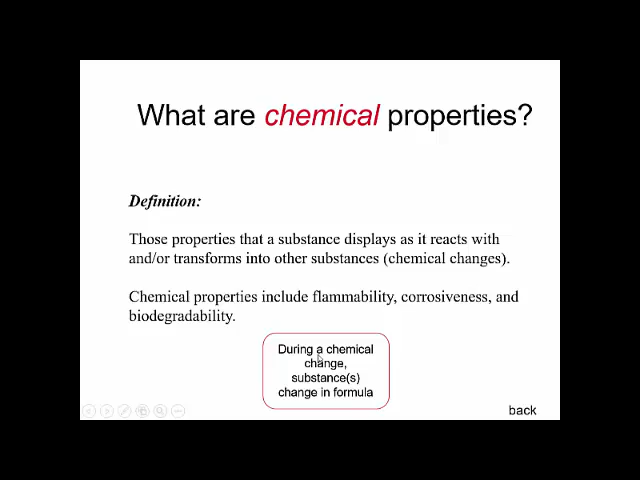 What are chemical properties?
Definition:
Those properties that a substance displays as it reacts with
and/or transforms into other substances (chemical changes).
Chemical properties include flammability, corrosiveness, and
biodegradability.
During a chemical
change,
substance(s)
change in formula
back